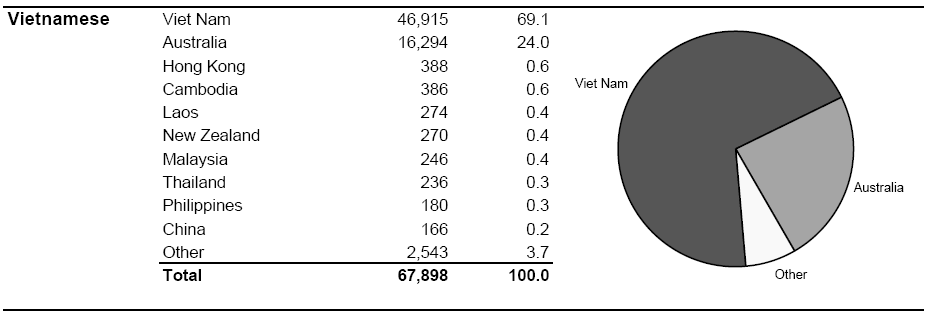 Vietnamese Viet Nam 46,915 69.1
Australia 16,294 24.0
Hong Kong 388 0.6
Cambodia 386 0.6
Laos 274 0.4
New Zealand 270 0.4
Malaysia 246 0.4
Thailand 236 0.3
Philippines 180 0.3
China 166 0.2
Other 2,543 3.7
Total 67,898 100.0
Viet Nam
Australia
Other